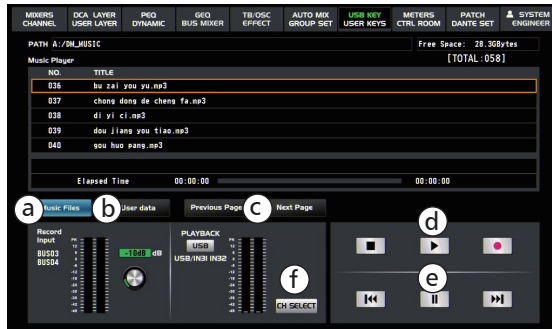 MIXERS DCA LAYER PEQ GEQ TB/OSC AUTO MIX USB KEY METERS PATCH SYSTEM
CHANNEL USER LAYER DYNAMIC BUS MIXER EFFECT GROUP SET USER KEYS CTRL ROOM DANTE SET ENGINEER
PATH A:/DM_MUSIC Free Space: 28.3GBytes
Music Player [TOTAL:058]
NO. TITLE
036 bu zai you yu.mp3
037 chong dong de cheng fa.mp3
038 di yi ci.mp3
039 dou jiang you tiao.mp3
040 gou huo pang.mp3
Elapsed Time 00:00:00 00:00:00
a Music Files b User data Previous Page c Next Page
d
Record
Input
BUS03
BUS04
-10dB dB
PLAYBACK
USB
USB/IN31 IN32
f
CH SELECT
e